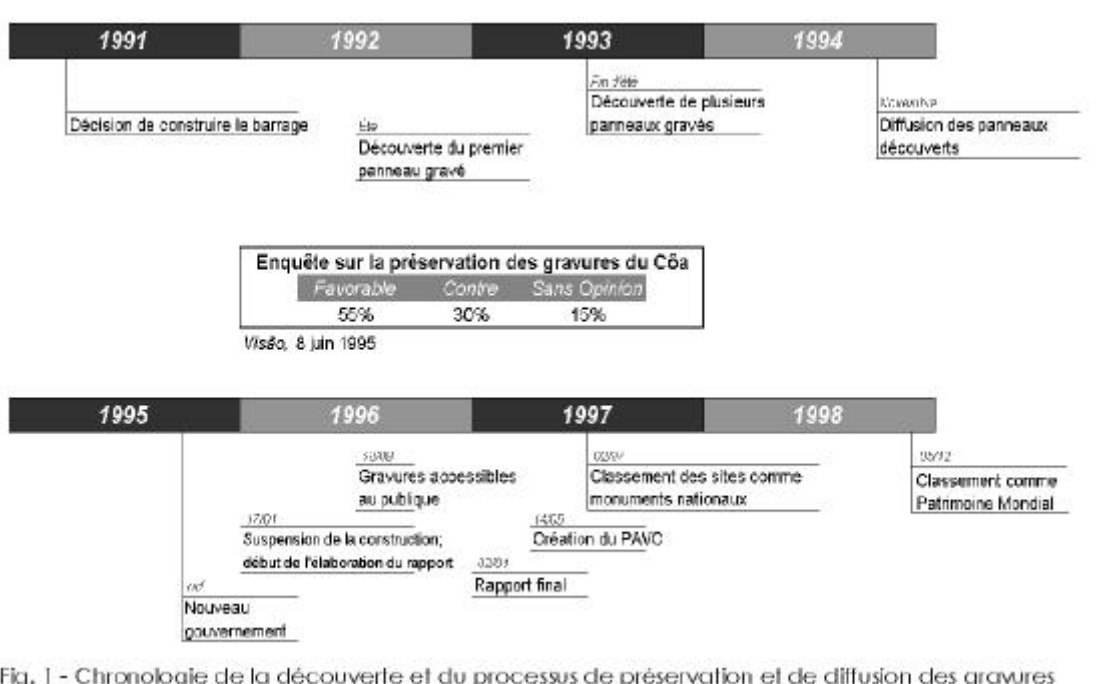 1991 1992 1993 1994
Fin d'été
Découverte de plusieurs
panneaux gravés
Novembre
Diffusion des panneaux
découverts
Décision de construire le barrage
Eté
Découverte du premier
panneau gravé
Enquête sur la préservation des gravures du Côa
Favorable Contre Sans Opinion
55% 30% 15%
Visão, 8 juin 1995
1995 1996 1997 1998
Gravures accessibles
au publique
Classement des sites comme
monuments nationaux
Classement comme
Patrimoine Mondial
17/01
Suspension de la construction;
début de l'élaboration du rapport
Création du PAVC
Rapport final
Nouveau
gouvernement
Fig. 1 - Chronologie de la découverte et du processus de préservation et de diffusion des gravures